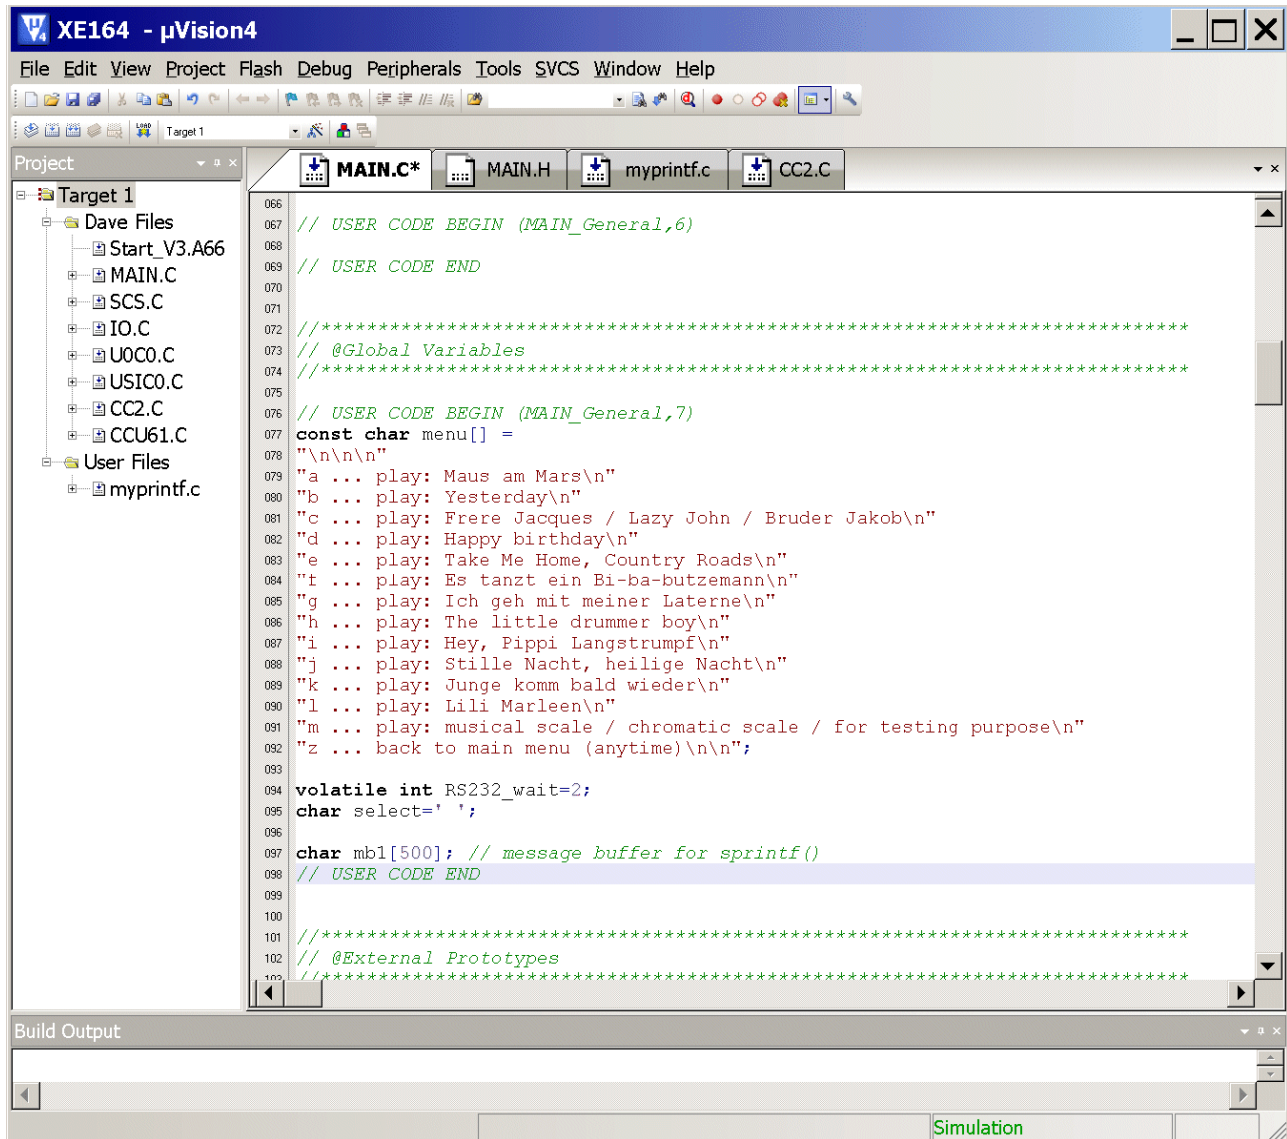 XE164 - µVision4
File Edit View Project Flash Debug Peripherals Tools SVCS Window Help
LOAD Target 1
Project
Target 1
Dave Files
Start_V3.A66
MAIN.C
SCS.C
IO.C
U0C0.C
USIC0.C
CC2.C
CCU61.C
User Files
myprintf.c
MAIN.C* MAIN.H myprintf.c CC2.C
066
067 // USER CODE BEGIN (MAIN_General,6)
068
069 // USER CODE END
070
071
072 //***************************************************************************
073 // @Global Variables
074 //***************************************************************************
075
076 // USER CODE BEGIN (MAIN_General,7)
077 const char menu[] =
078 "\n\n\n"
079 "a ... play: Maus am Mars\n"
080 "b ... play: Yesterday\n"
081 "c ... play: Frere Jacques / Lazy John / Bruder Jakob\n"
082 "d ... play: Happy birthday\n"
083 "e ... play: Take Me Home, Country Roads\n"
084 "f ... play: Es tanzt ein Bi-ba-butzemann\n"
085 "g ... play: Ich geh mit meiner Laterne\n"
086 "h ... play: The little drummer boy\n"
087 "i ... play: Hey, Pippi Langstrumpf\n"
088 "j ... play: Stille Nacht, heilige Nacht\n"
089 "k ... play: Junge komm bald wieder\n"
090 "l ... play: Lili Marleen\n"
091 "m ... play: musical scale / chromatic scale / for testing purpose\n"
092 "z ... back to main menu (anytime)\n\n";
093
094 volatile int RS232_wait=2;
095 char select=' ';
096
097 char mb1[500]; // message buffer for sprintf()
098 // USER CODE END
099
100
101 //***************************************************************************
102 // @External Prototypes
103 //***************************************************************************
Build Output
Simulation